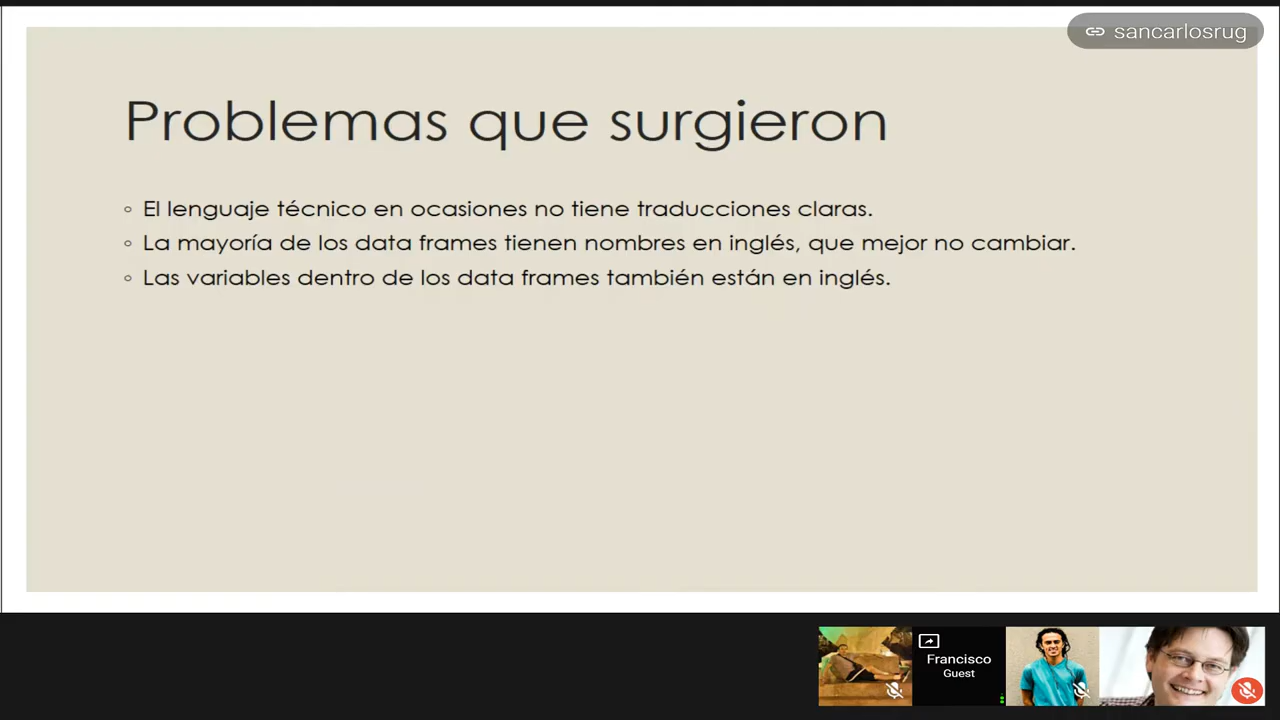 sancarlosrug
Problemas que surgieron
El lenguaje técnico en ocasiones no tiene traducciones claras.
La mayoría de los data frames tienen nombres en inglés, que mejor no cambiar.
Las variables dentro de los data frames también están en inglés.
Francisco
Guest